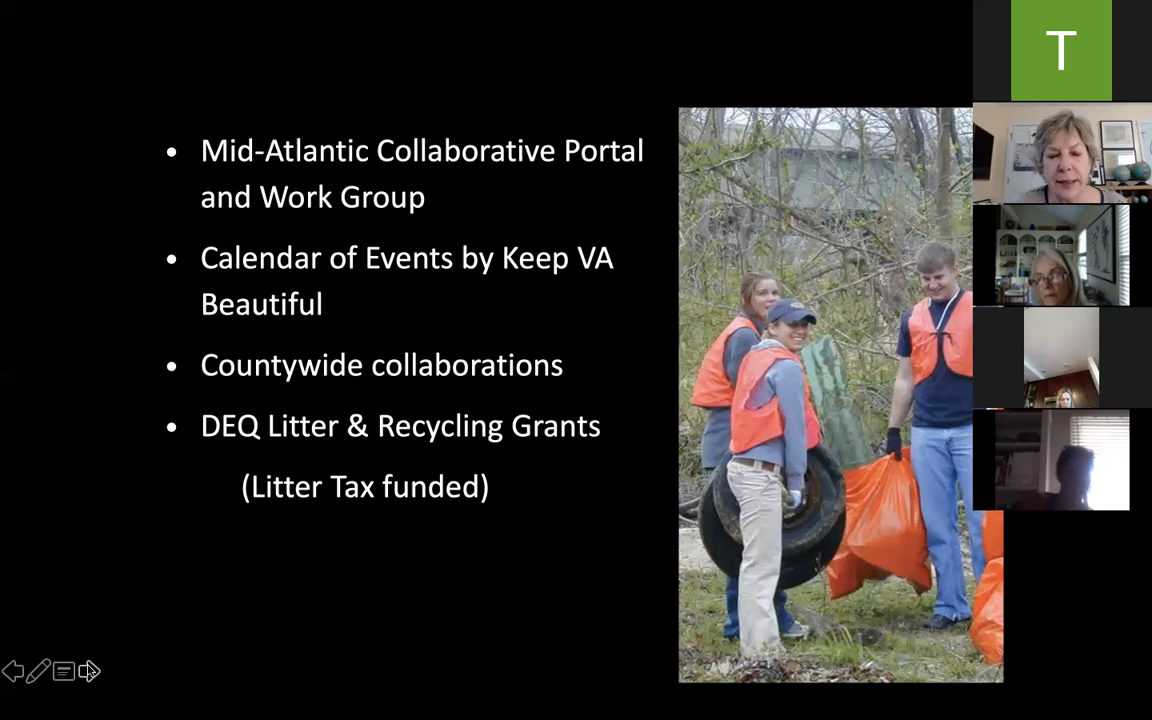 T
Mid-Atlantic Collaborative Portal
and Work Group
Calendar of Events by Keep VA
Beautiful
Countywide collaborations
DEQ Litter & Recycling Grants
(Litter Tax funded)